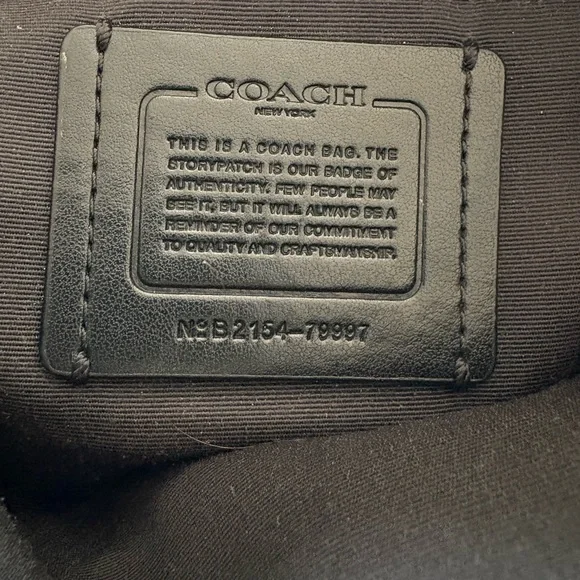 COACH
NEW YORK
THIS IS A COACH BAG. THE
STORYPATCH IS OUR BADGE OF
AUTHENTICITY. FEW PEOPLE MAY
SEE IT, BUT IT WILL ALWAYS BE A
REMINDER OF OUR COMMITMENT
TO QUALITY AND CRAFTSMANSHIP.
No B2154-79997